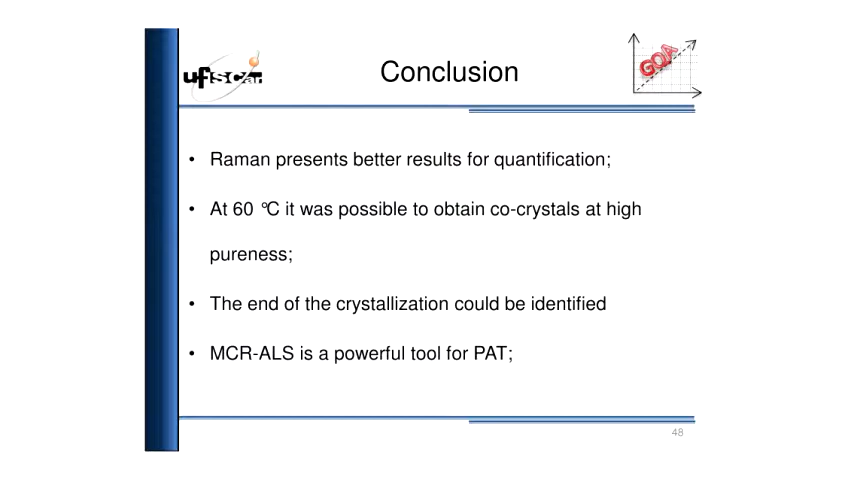 ufscar
Conclusion
GQA
• Raman presents better results for quantification;
• At 60 °C it was possible to obtain co-crystals at high
pureness;
• The end of the crystallization could be identified
• MCR-ALS is a powerful tool for PAT;
48